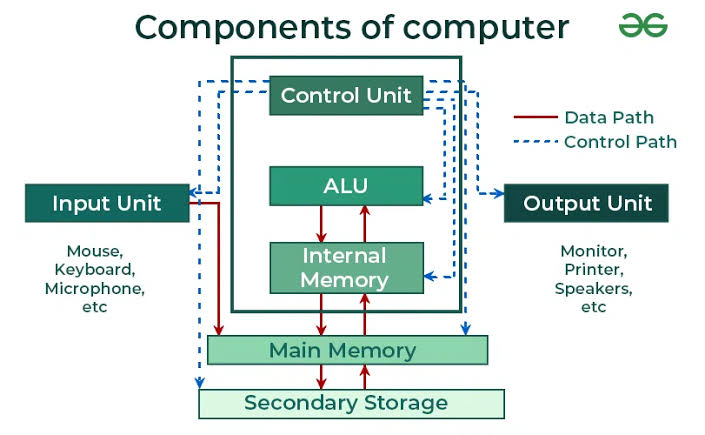 Components of computer
Control Unit
Data Path
Control Path
ALU
Input Unit
Output Unit
Mouse,
Keyboard,
Microphone,
etc
Internal
Memory
Monitor,
Printer,
Speakers,
etc
Main Memory
Secondary Storage